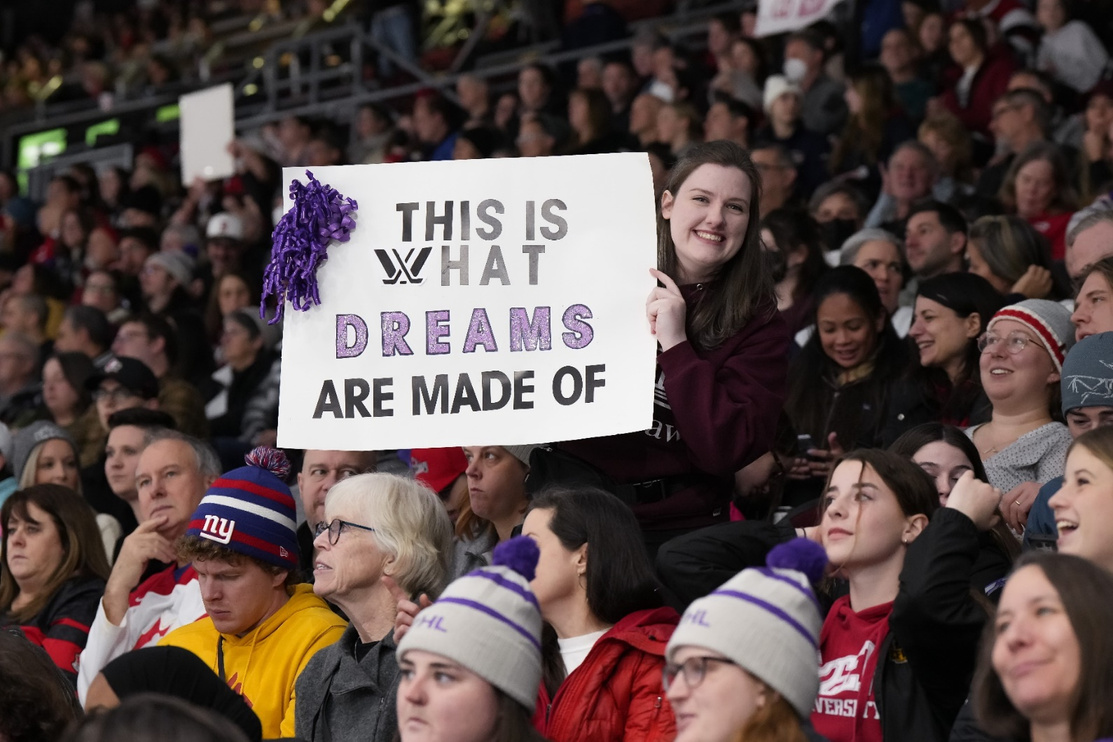 THIS IS
WHAT
DREAMS
ARE MADE OF
ny
HL
HL